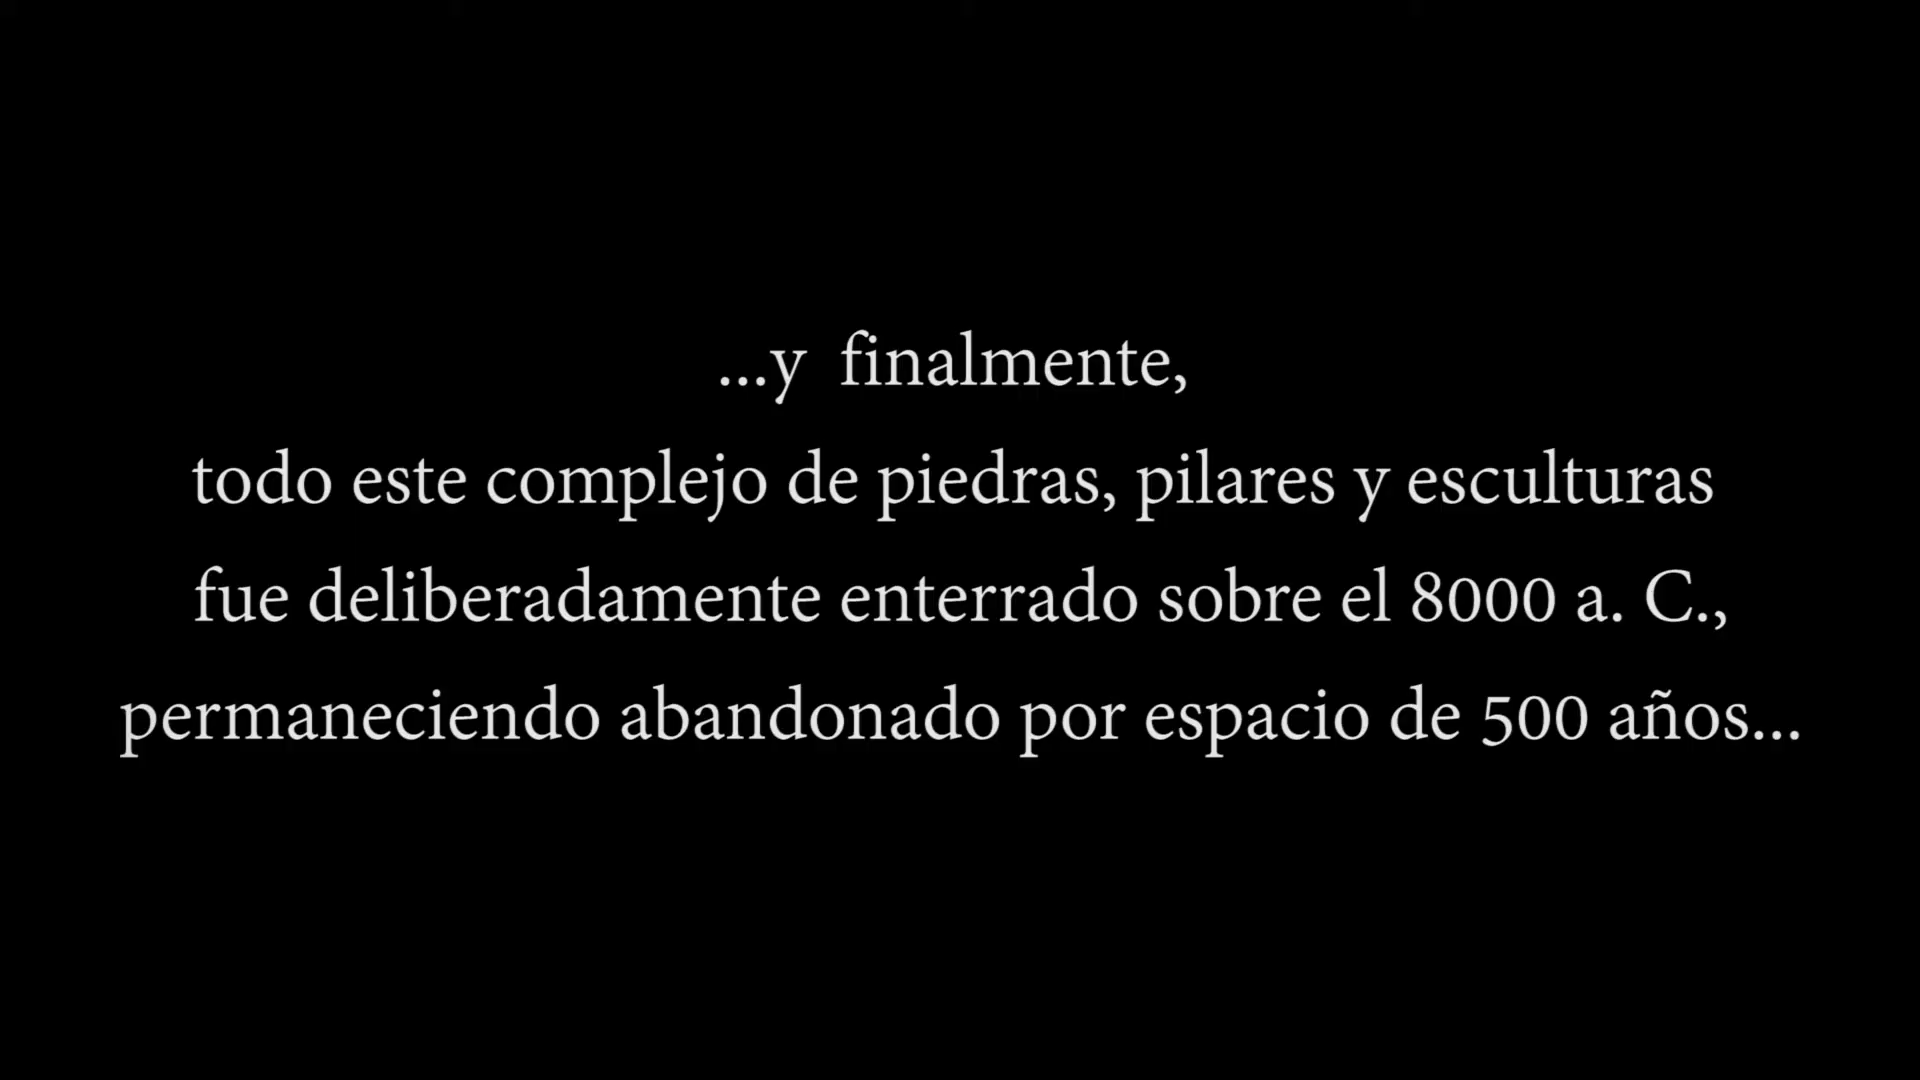 ...y finalmente,
todo este complejo de piedras, pilares y esculturas
fue deliberadamente enterrado sobre el 8000 a. C.,
permaneciendo abandonado por espacio de 500 años...